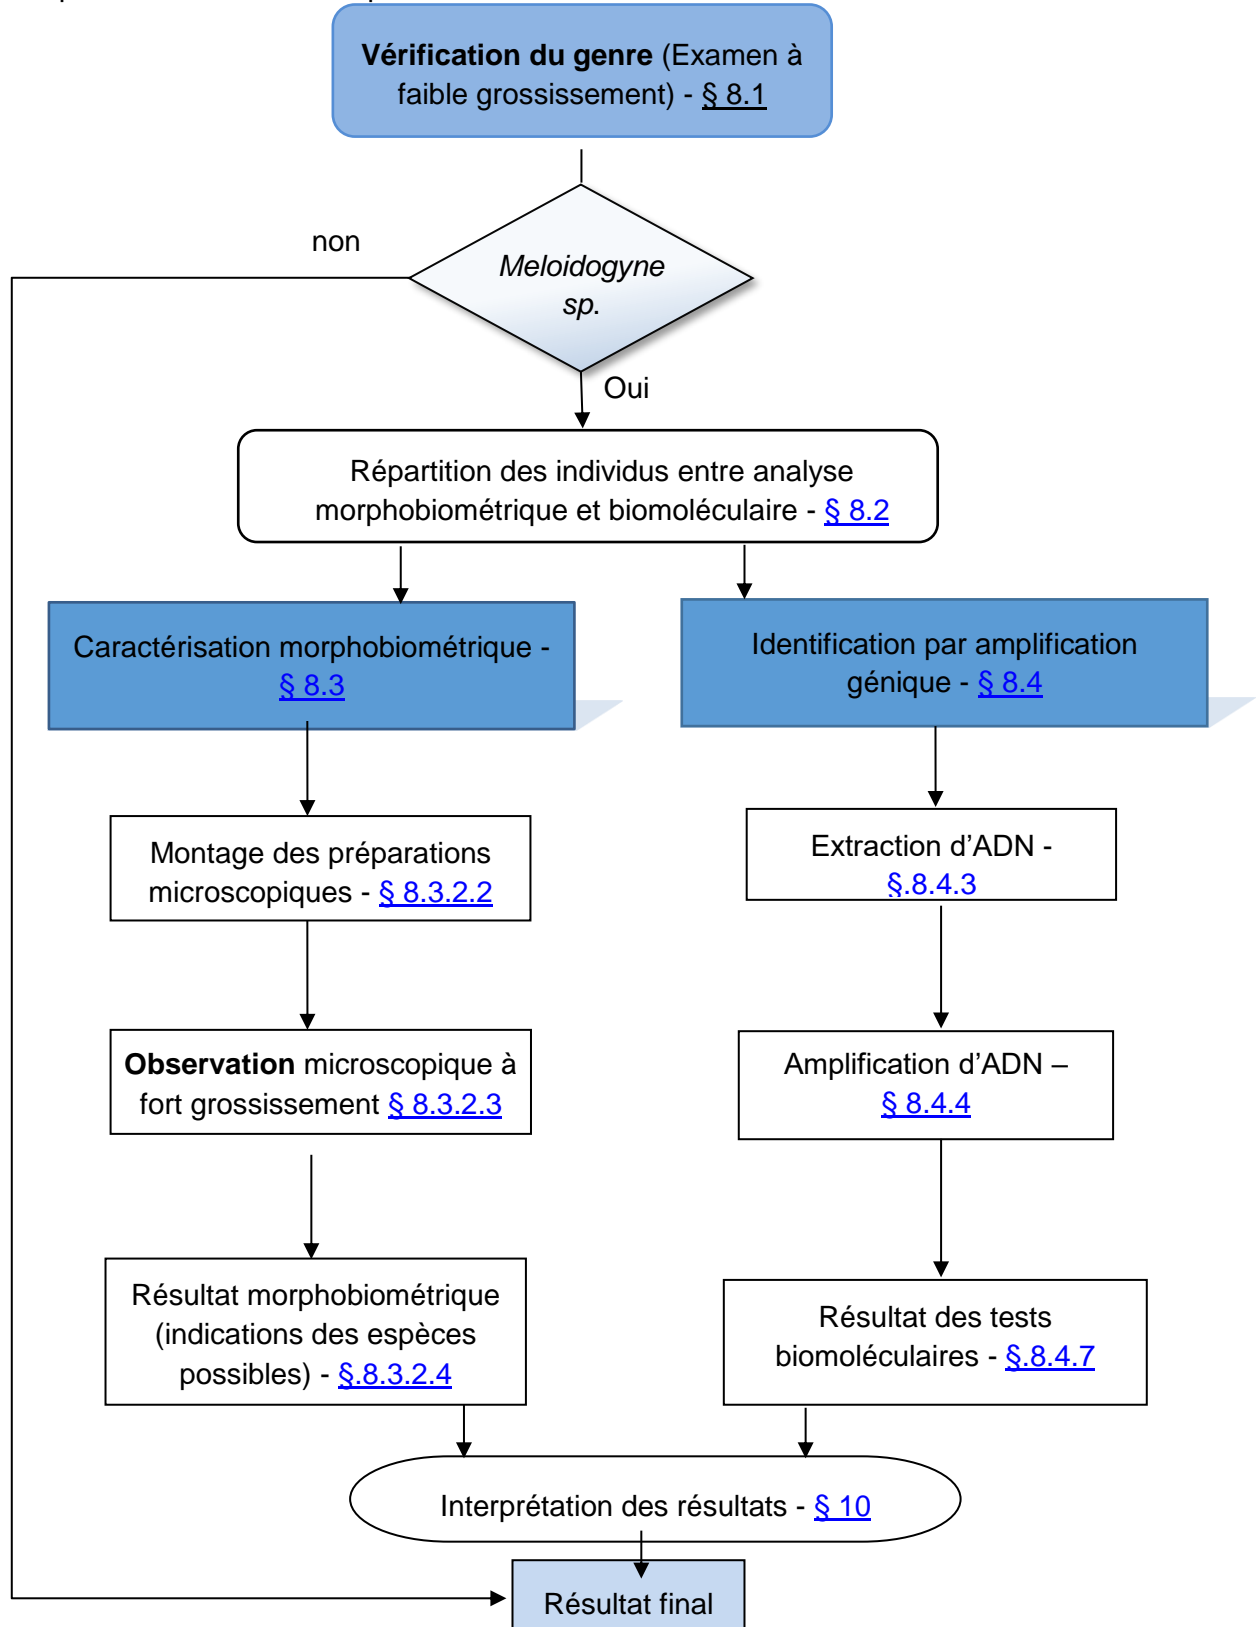 Vérification du genre (Examen à
faible grossissement) - § 8.1
non
Meloidogyne
sp.
Oui
Répartition des individus entre analyse
morphobiométrique et biomoléculaire - § 8.2
Caractérisation morphobiométrique -
§ 8.3
Identification par amplification
génique - § 8.4
Montage des préparations
microscopiques - § 8.3.2.2
Extraction d’ADN -
§.8.4.3
Observation microscopique à
fort grossissement § 8.3.2.3
Amplification d’ADN –
§ 8.4.4
Résultat morphobiométrique
(indications des espèces
possibles) - §.8.3.2.4
Résultat des tests
biomoléculaires - §.8.4.7
Interprétation des résultats - § 10
Résultat final